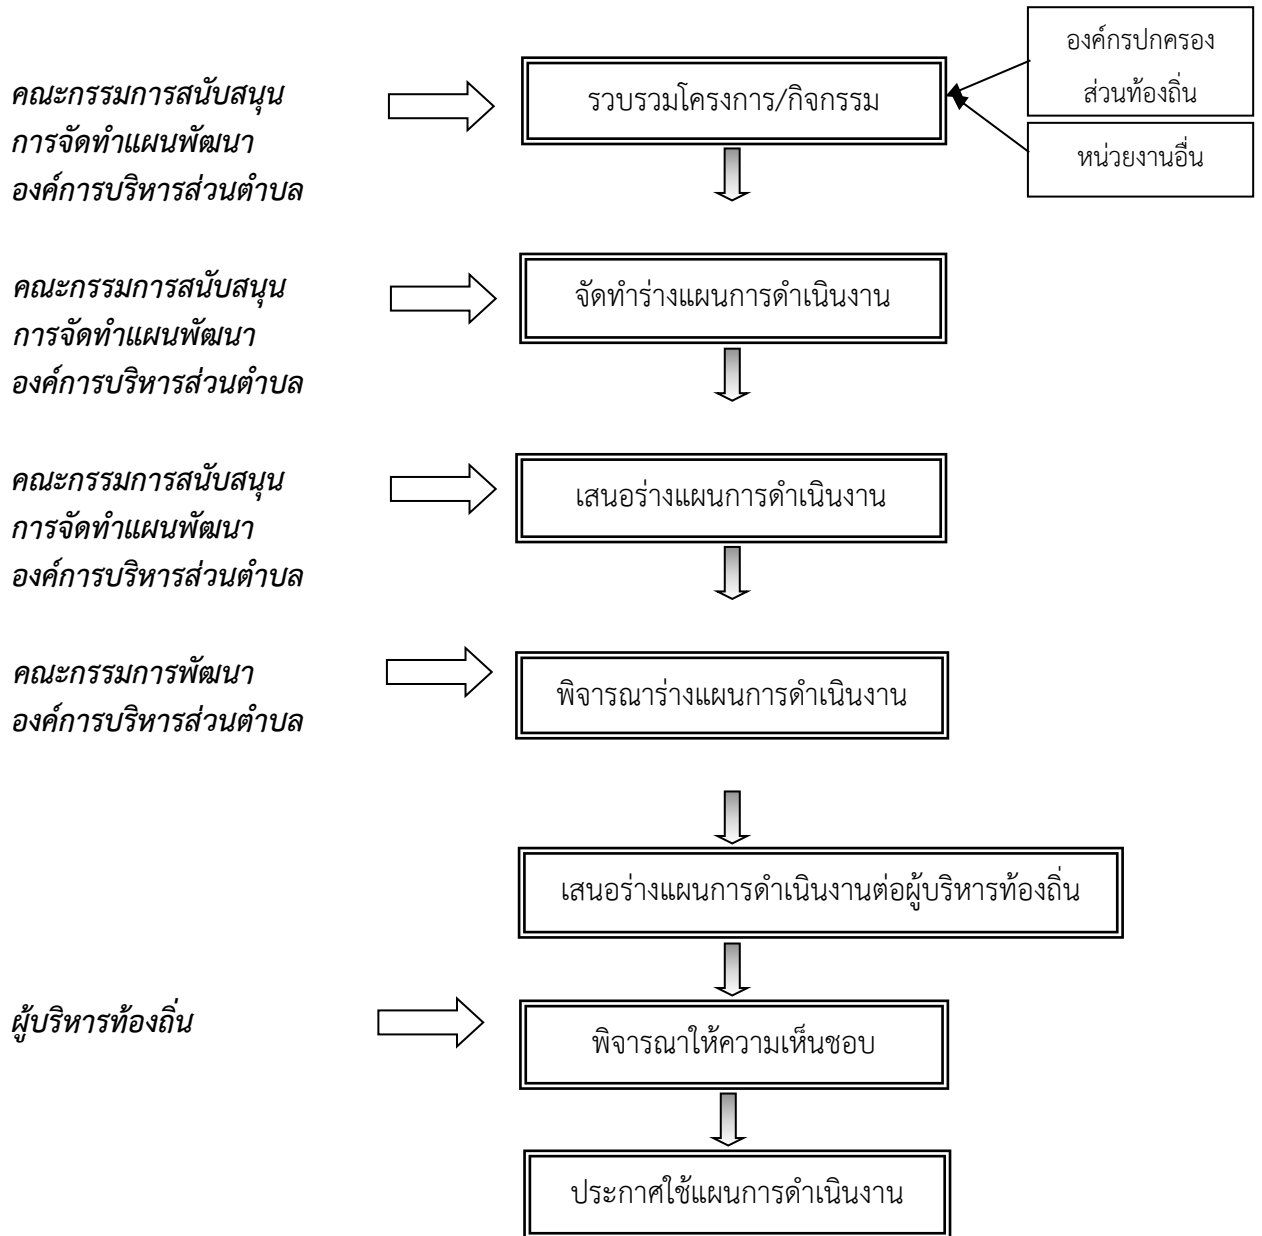 องค์กรปกครอง
ส่วนท้องถิ่น
หน่วยงานอื่น
คณะกรรมการสนับสนุน
การจัดทำแผนพัฒนา
องค์การบริหารส่วนตำบล
รวบรวมโครงการ/กิจกรรม
คณะกรรมการสนับสนุน
การจัดทำแผนพัฒนา
องค์การบริหารส่วนตำบล
จัดทำร่างแผนการดำเนินงาน
คณะกรรมการสนับสนุน
การจัดทำแผนพัฒนา
องค์การบริหารส่วนตำบล
เสนอร่างแผนการดำเนินงาน
คณะกรรมการพัฒนา
องค์การบริหารส่วนตำบล
พิจารณาร่างแผนการดำเนินงาน
เสนอร่างแผนการดำเนินงานต่อผู้บริหารท้องถิ่น
ผู้บริหารท้องถิ่น
พิจารณาให้ความเห็นชอบ
ประกาศใช้แผนการดำเนินงาน